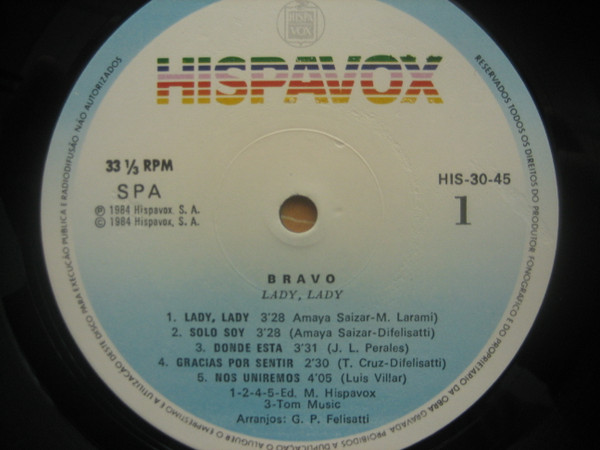 HISPA
VOX
HISPAVOX
33 ⅓ RPM
SPA
℗ 1984 Hispavox, S. A.
© 1984 Hispavox, S. A.
HIS-30-45
1
BRAVO
LADY, LADY
1. LADY, LADY 3'28 Amaya Saizar-M. Larami)
2. SOLO SOY 3'28 (Amaya Saizar-Difelisatti)
3. DONDE ESTA 3'31 (J. L. Perales)
4. GRACIAS POR SENTIR 2'30 (T. Cruz-Difelisatti)
5. NOS UNIREMOS 4'05 (Luis Villar)
1-2-4-5-Ed. M. Hispavox
3-Tom Music
Arranjos: G. P. Felisatti
RESERVADOS TODOS OS DIREITOS DO PRODUTOR FONOGRÁFICO E DO PROPRIETÁRIO DA OBRA GRAVADA PROIBIDOS A DUPLICAÇÃO O ALUGUER O EMPRÉSTIMO E A UTILIZAÇÃO DESTE DISCO PARA EXECUÇÃO PUBLICA E RADIODIFUSÃO NÃO AUTORIZADOS